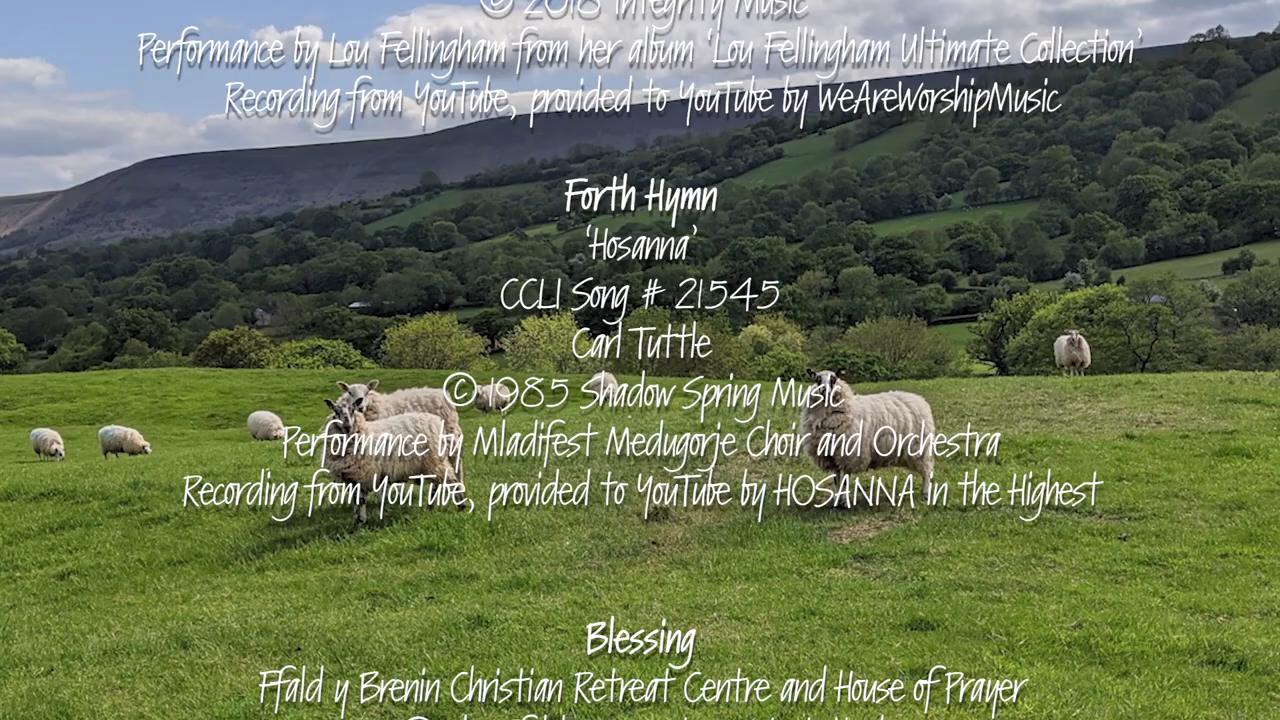 © 2018 Integrity Music
Performance by Lou Fellingham from her album 'Lou Fellingham Ultimate Collection'
Recording from YouTube, provided to YouTube by WeAreWorshipMusic
Forth Hymn
'Hosanna'
CCLI Song # 21545
Carl Tuttle
© 1985 Shadow Spring Music
Performance by Mladifest Medugorje Choir and Orchestra
Recording from YouTube, provided to YouTube by HOSANNA in the Highest
Blessing
Ffald y Brenin Christian Retreat Centre and House of Prayer